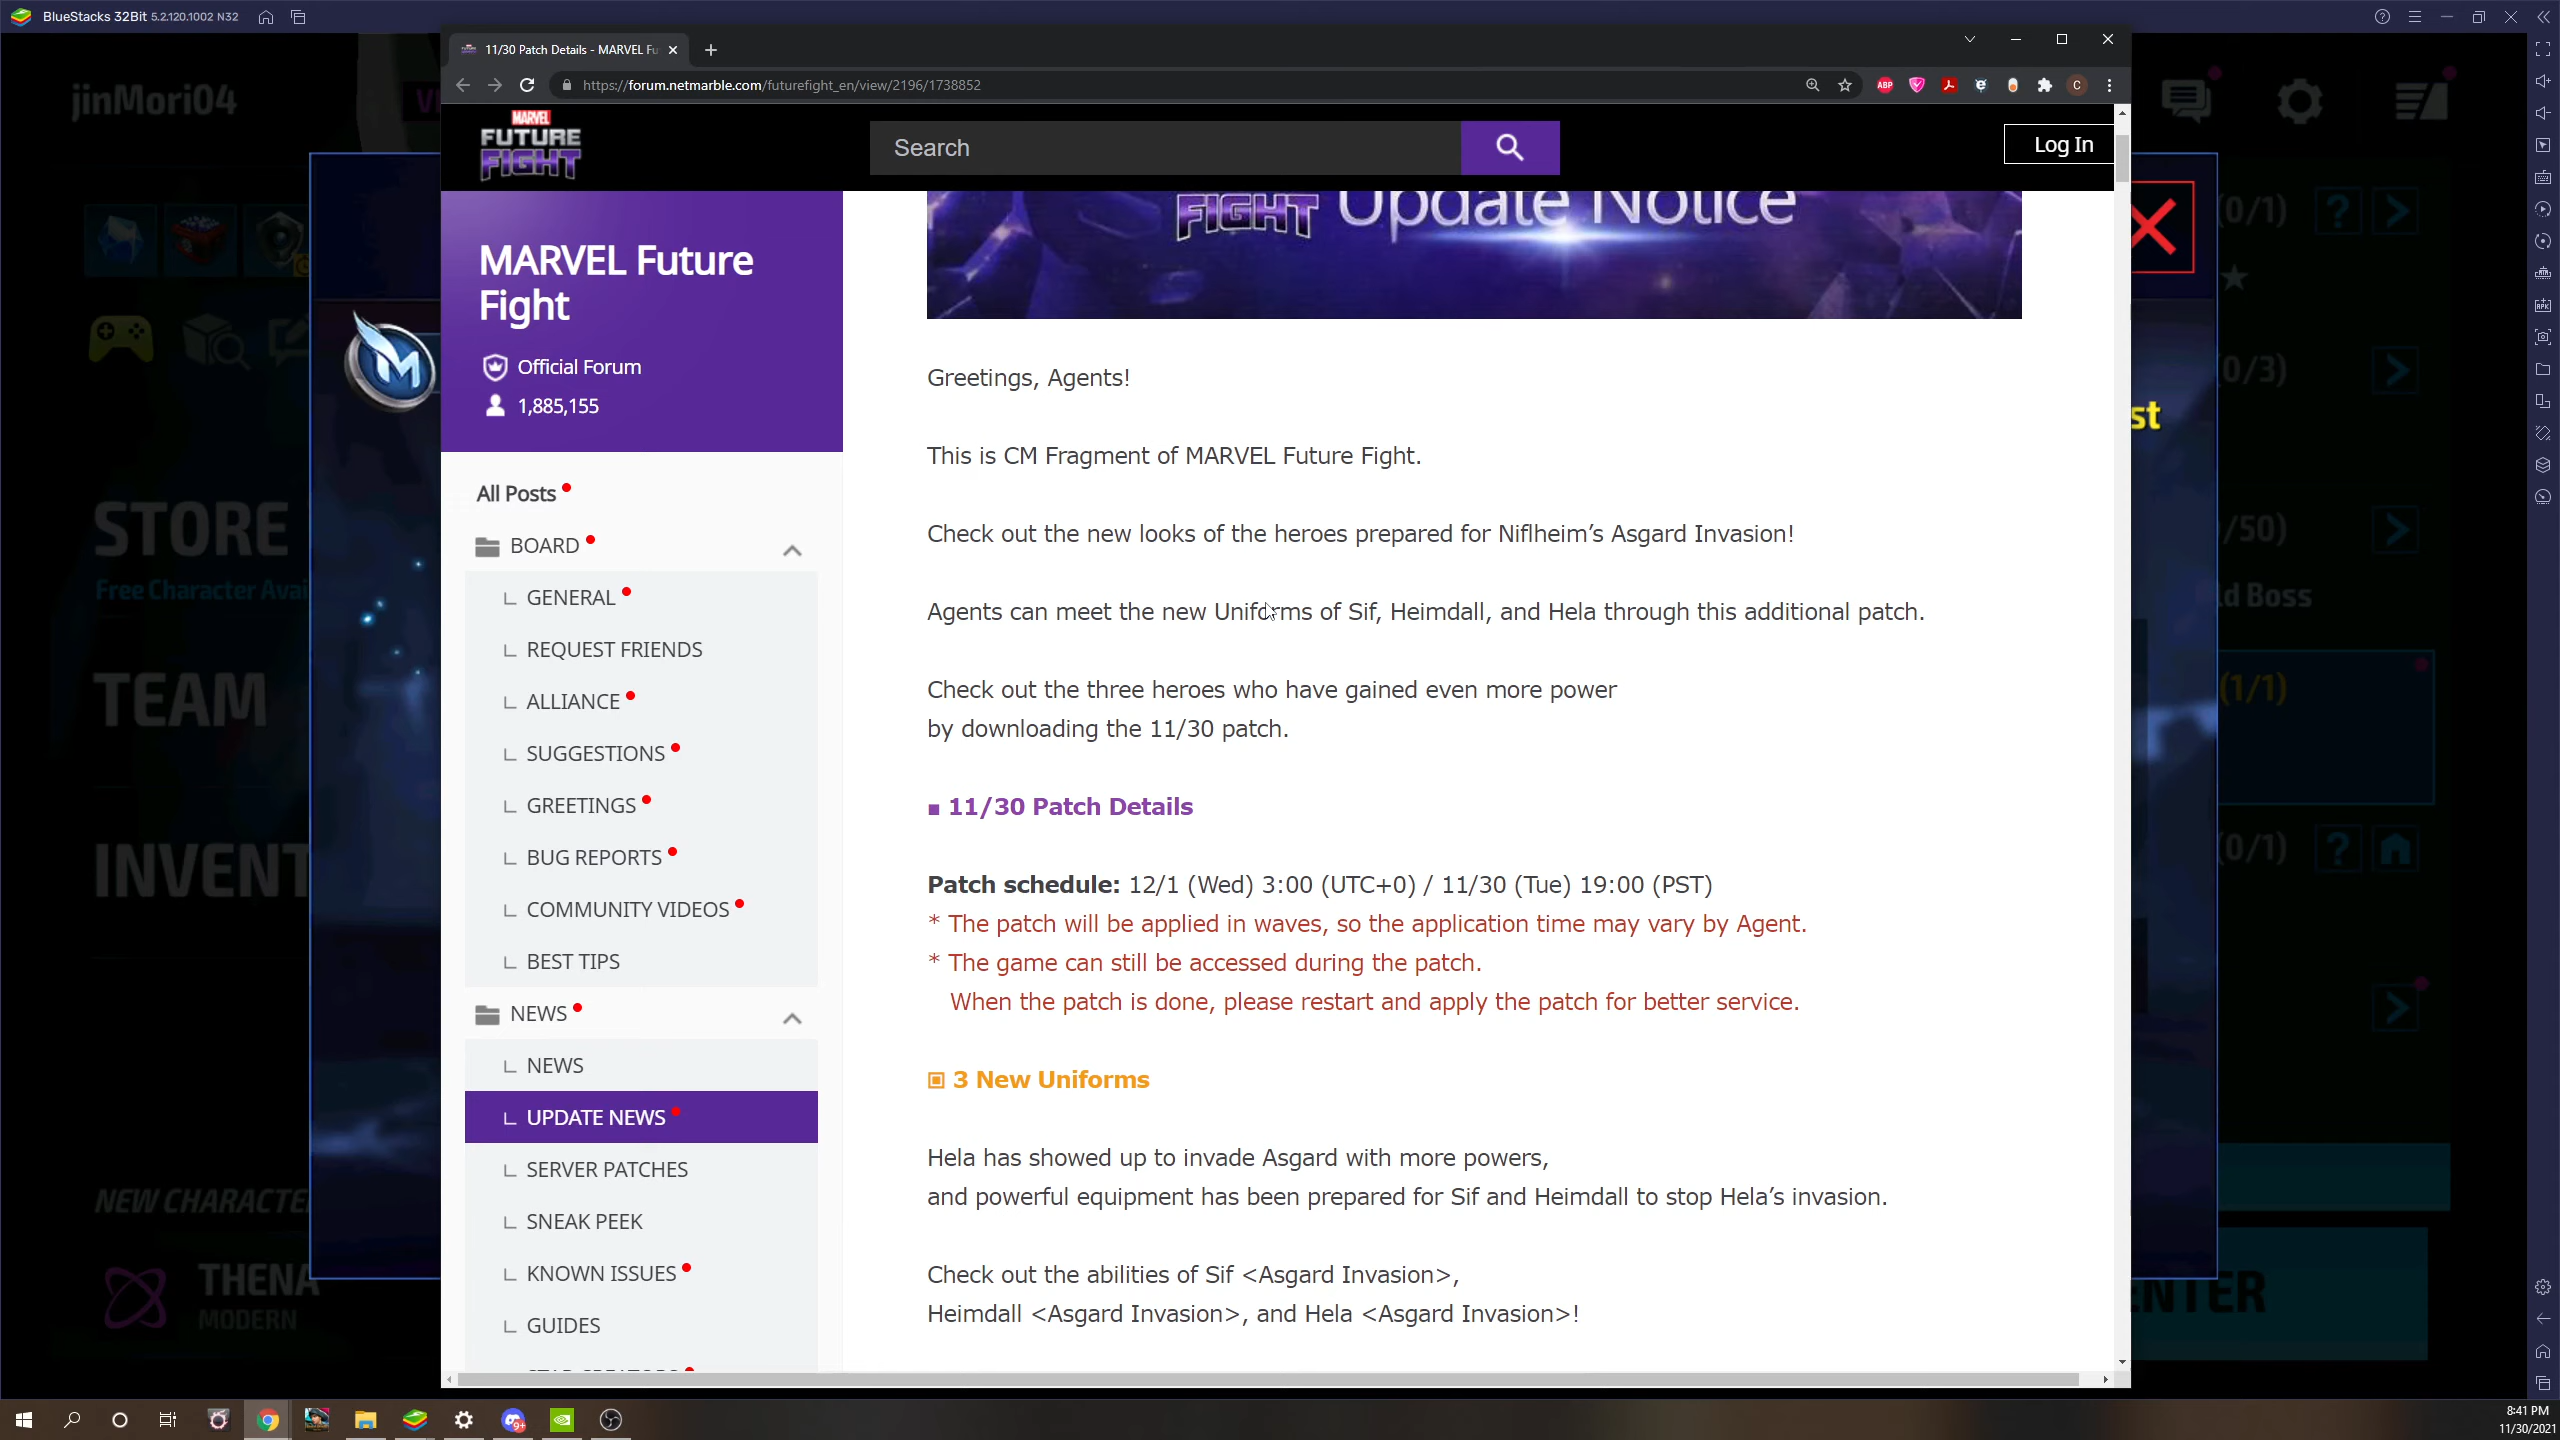 BlueStacks 32Bit 5.2.120.1002 N32
11/30 Patch Details - MARVEL Fu
https://forum.netmarble.com/futurefight_en/view/2196/1738852
ABP
C
jinMori04
MARVEL
FUTURE
FIGHT
Search
Log In
MARVEL Future
Fight
Official Forum
1,885,155
All Posts
BOARD
GENERAL
REQUEST FRIENDS
ALLIANCE
SUGGESTIONS
GREETINGS
BUG REPORTS
COMMUNITY VIDEOS
BEST TIPS
NEWS
NEWS
UPDATE NEWS
SERVER PATCHES
SNEAK PEEK
KNOWN ISSUES
GUIDES
FIGHT Update Notice
Greetings, Agents!
This is CM Fragment of MARVEL Future Fight.
Check out the new looks of the heroes prepared for Niflheim’s Asgard Invasion!
Agents can meet the new Uniforms of Sif, Heimdall, and Hela through this additional patch.
Check out the three heroes who have gained even more power
by downloading the 11/30 patch.
■ 11/30 Patch Details
Patch schedule: 12/1 (Wed) 3:00 (UTC+0) / 11/30 (Tue) 19:00 (PST)
* The patch will be applied in waves, so the application time may vary by Agent.
* The game can still be accessed during the patch.
When the patch is done, please restart and apply the patch for better service.
▣ 3 New Uniforms
Hela has showed up to invade Asgard with more powers,
and powerful equipment has been prepared for Sif and Heimdall to stop Hela’s invasion.
Check out the abilities of Sif <Asgard Invasion>,
Heimdall <Asgard Invasion>, and Hela <Asgard Invasion>!
M
STORE
Free Character Avai
TEAM
INVENT
NEW CHARACTE
THENA
MODERN
(0/1)
?
(0/3)
st
/50)
ld Boss
(1/1)
(0/1)
?
ENTER
9+
8:41 PM
11/30/2021